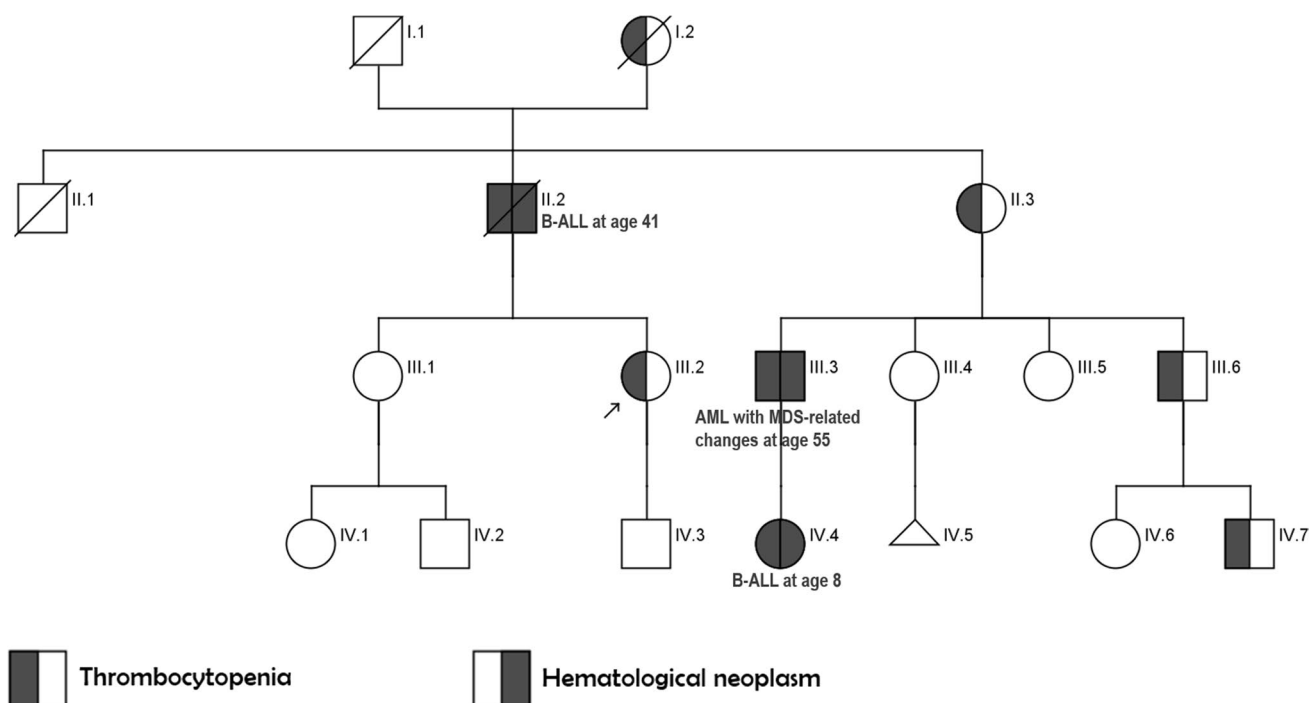 I.1
I.2
II.1
II.2
B-ALL at age 41
II.3
III.1
III.2
III.3
AML with MDS-related
changes at age 55
III.4
III.5
III.6
IV.1
IV.2
IV.3
IV.4
B-ALL at age 8
IV.5
IV.6
IV.7
Thrombocytopenia
Hematological neoplasm